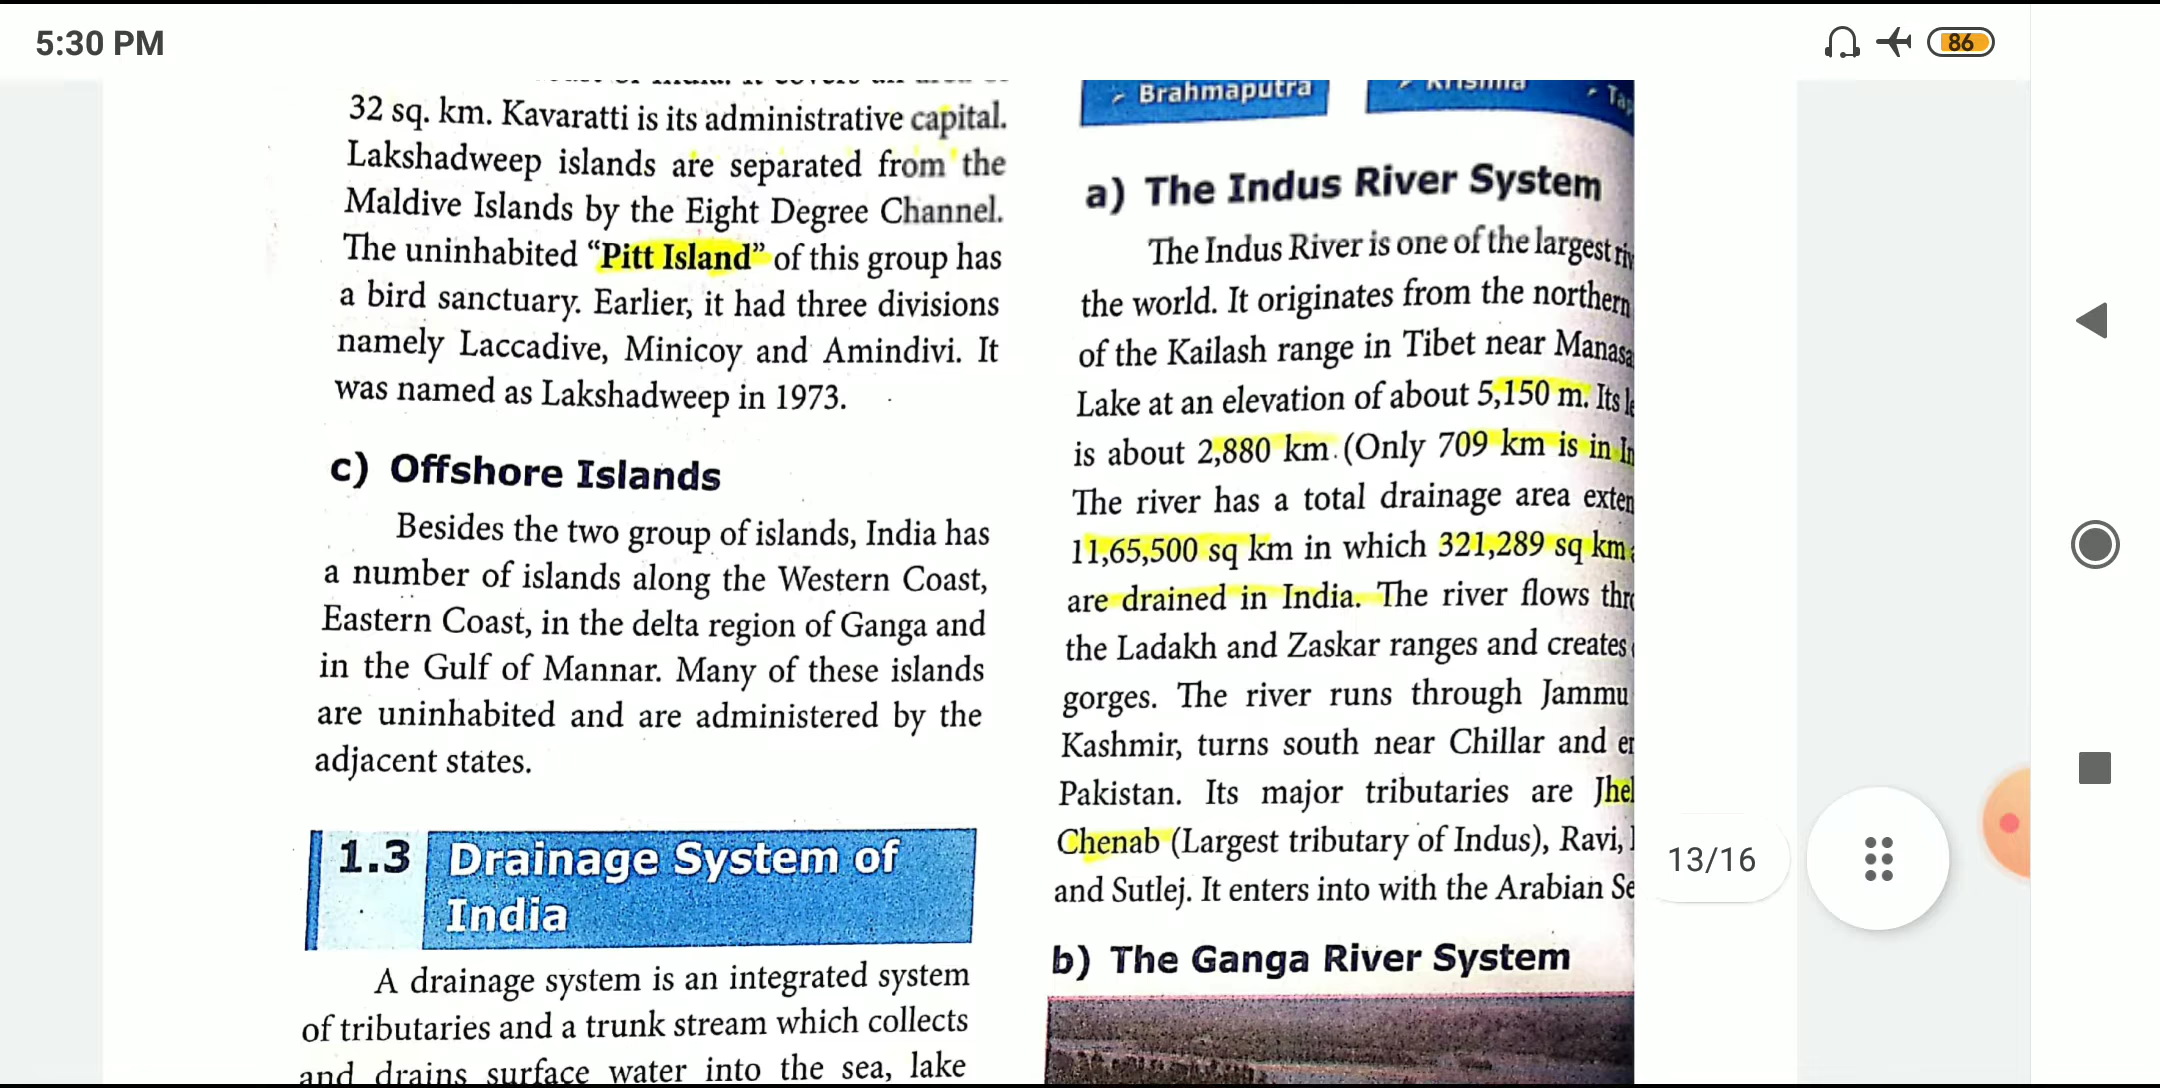 5:30 PM
86
32 sq. km. Kavaratti is its administrative capital.
Lakshadweep islands are separated from the
Maldive Islands by the Eight Degree Channel.
The uninhabited “Pitt Island” of this group has
a bird sanctuary. Earlier, it had three divisions
namely Laccadive, Minicoy and Amindivi. It
was named as Lakshadweep in 1973.
c) Offshore Islands
Besides the two group of islands, India has
a number of islands along the Western Coast,
Eastern Coast, in the delta region of Ganga and
in the Gulf of Mannar. Many of these islands
are uninhabited and are administered by the
adjacent states.
1.3 Drainage System of
India
A drainage system is an integrated system
of tributaries and a trunk stream which collects
and drains surface water into the sea, lake
Brahmaputra
a) The Indus River System
The Indus River is one of the largest
the world. It originates from the northern
of the Kailash range in Tibet near
Lake at an elevation of about 5,150 m. Its
is about 2,880 km. (Only 709 km is in
The river has a total drainage area
11,65,500 sq km in which 321,289 sq km
are drained in India. The river flows
the Ladakh and Zaskar ranges and creates
gorges. The river runs through Jammu
Kashmir, turns south near Chillar and
Pakistan. Its major tributaries are
Chenab (Largest tributary of Indus), Ravi,
and Sutlej. It enters into with the Arabian
b) The Ganga River System
13/16